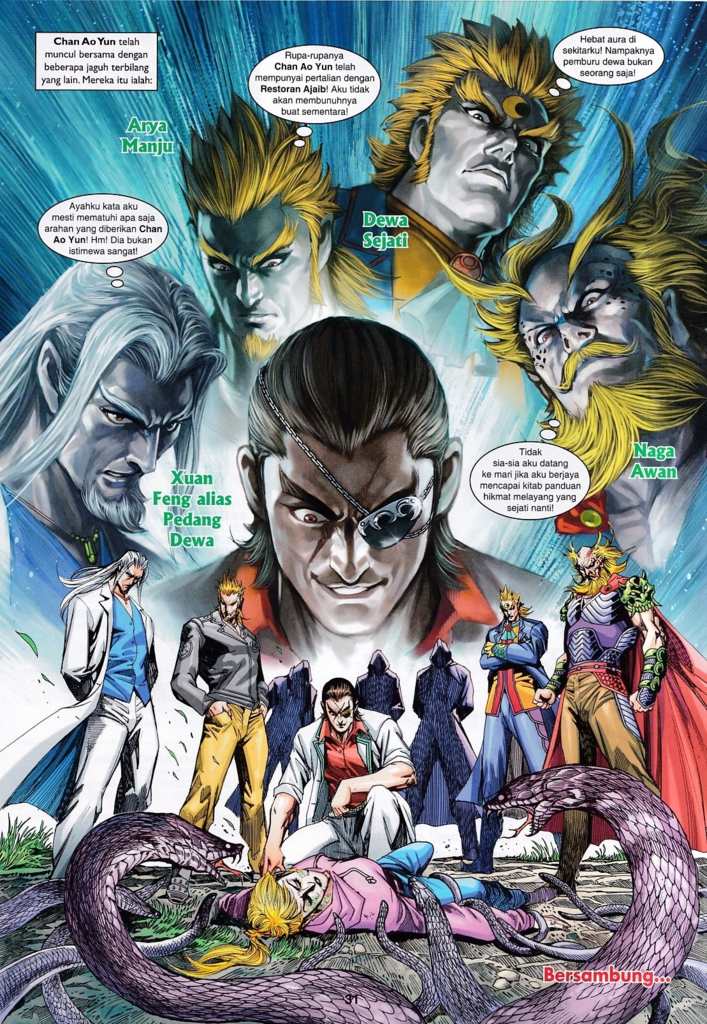 Chan Ao Yun telah
muncul bersama dengan
beberapa jaguh terbilang
yang lain. Mereka itu ialah:
Rupa-rupanya
Chan Ao Yun telah
mempunyai pertalian dengan
Restoran Ajaib! Aku tidak
akan membunuhnya
buat sementara!
Hebat aura di
sekitarku! Nampaknya
pemburu dewa bukan
seorang saja!
Arya
Manju
Ayahku kata aku
mesti mematuhi apa saja
arahan yang diberikan Chan
Ao Yun! Hm! Dia bukan
istimewa sangat!
Dewa
Sejati
Xuan
Feng alias
Pedang
Dewa
Tidak
sia-sia aku datang
ke mari jika aku berjaya
mencapai kitab panduan
hikmat melayang yang
sejati nanti!
Naga
Awan
Bersambung...
31